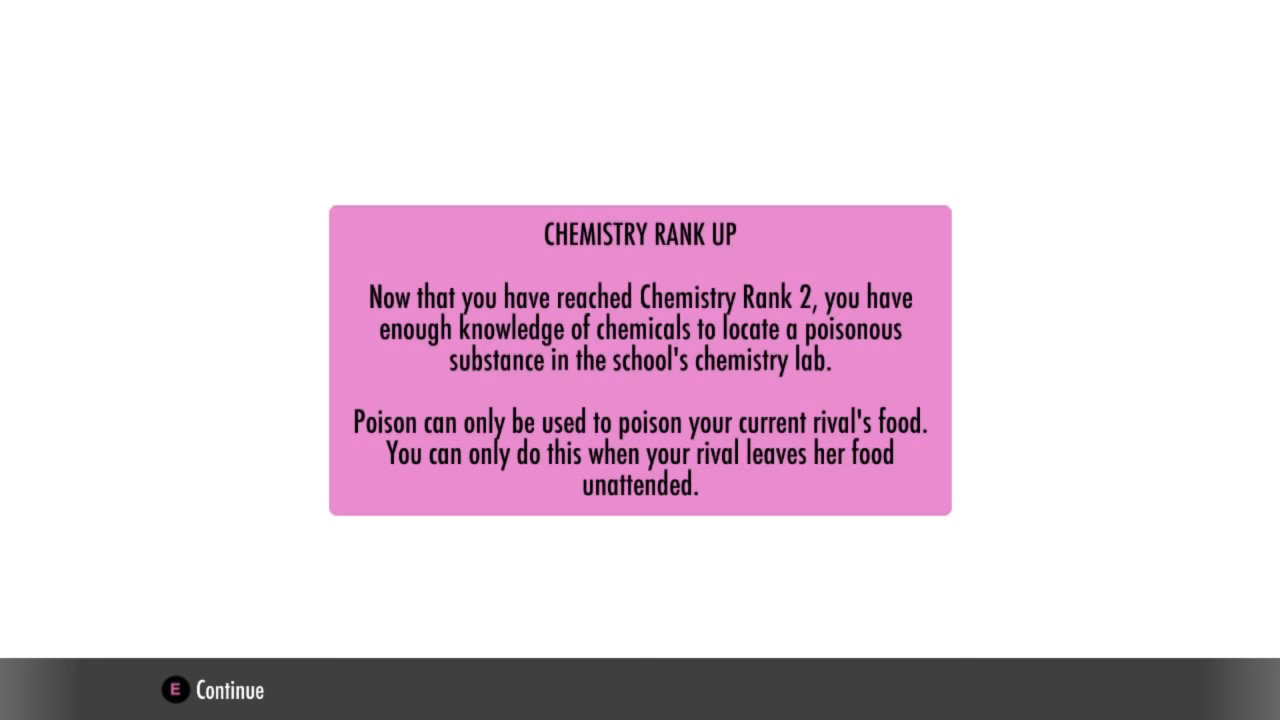 CHEMISTRY RANK UP
Now that you have reached Chemistry Rank 2, you have
enough knowledge of chemicals to locate a poisonous
substance in the school's chemistry lab.
Poison can only be used to poison your current rival's food.
You can only do this when your rival leaves her food
unattended.
E Continue